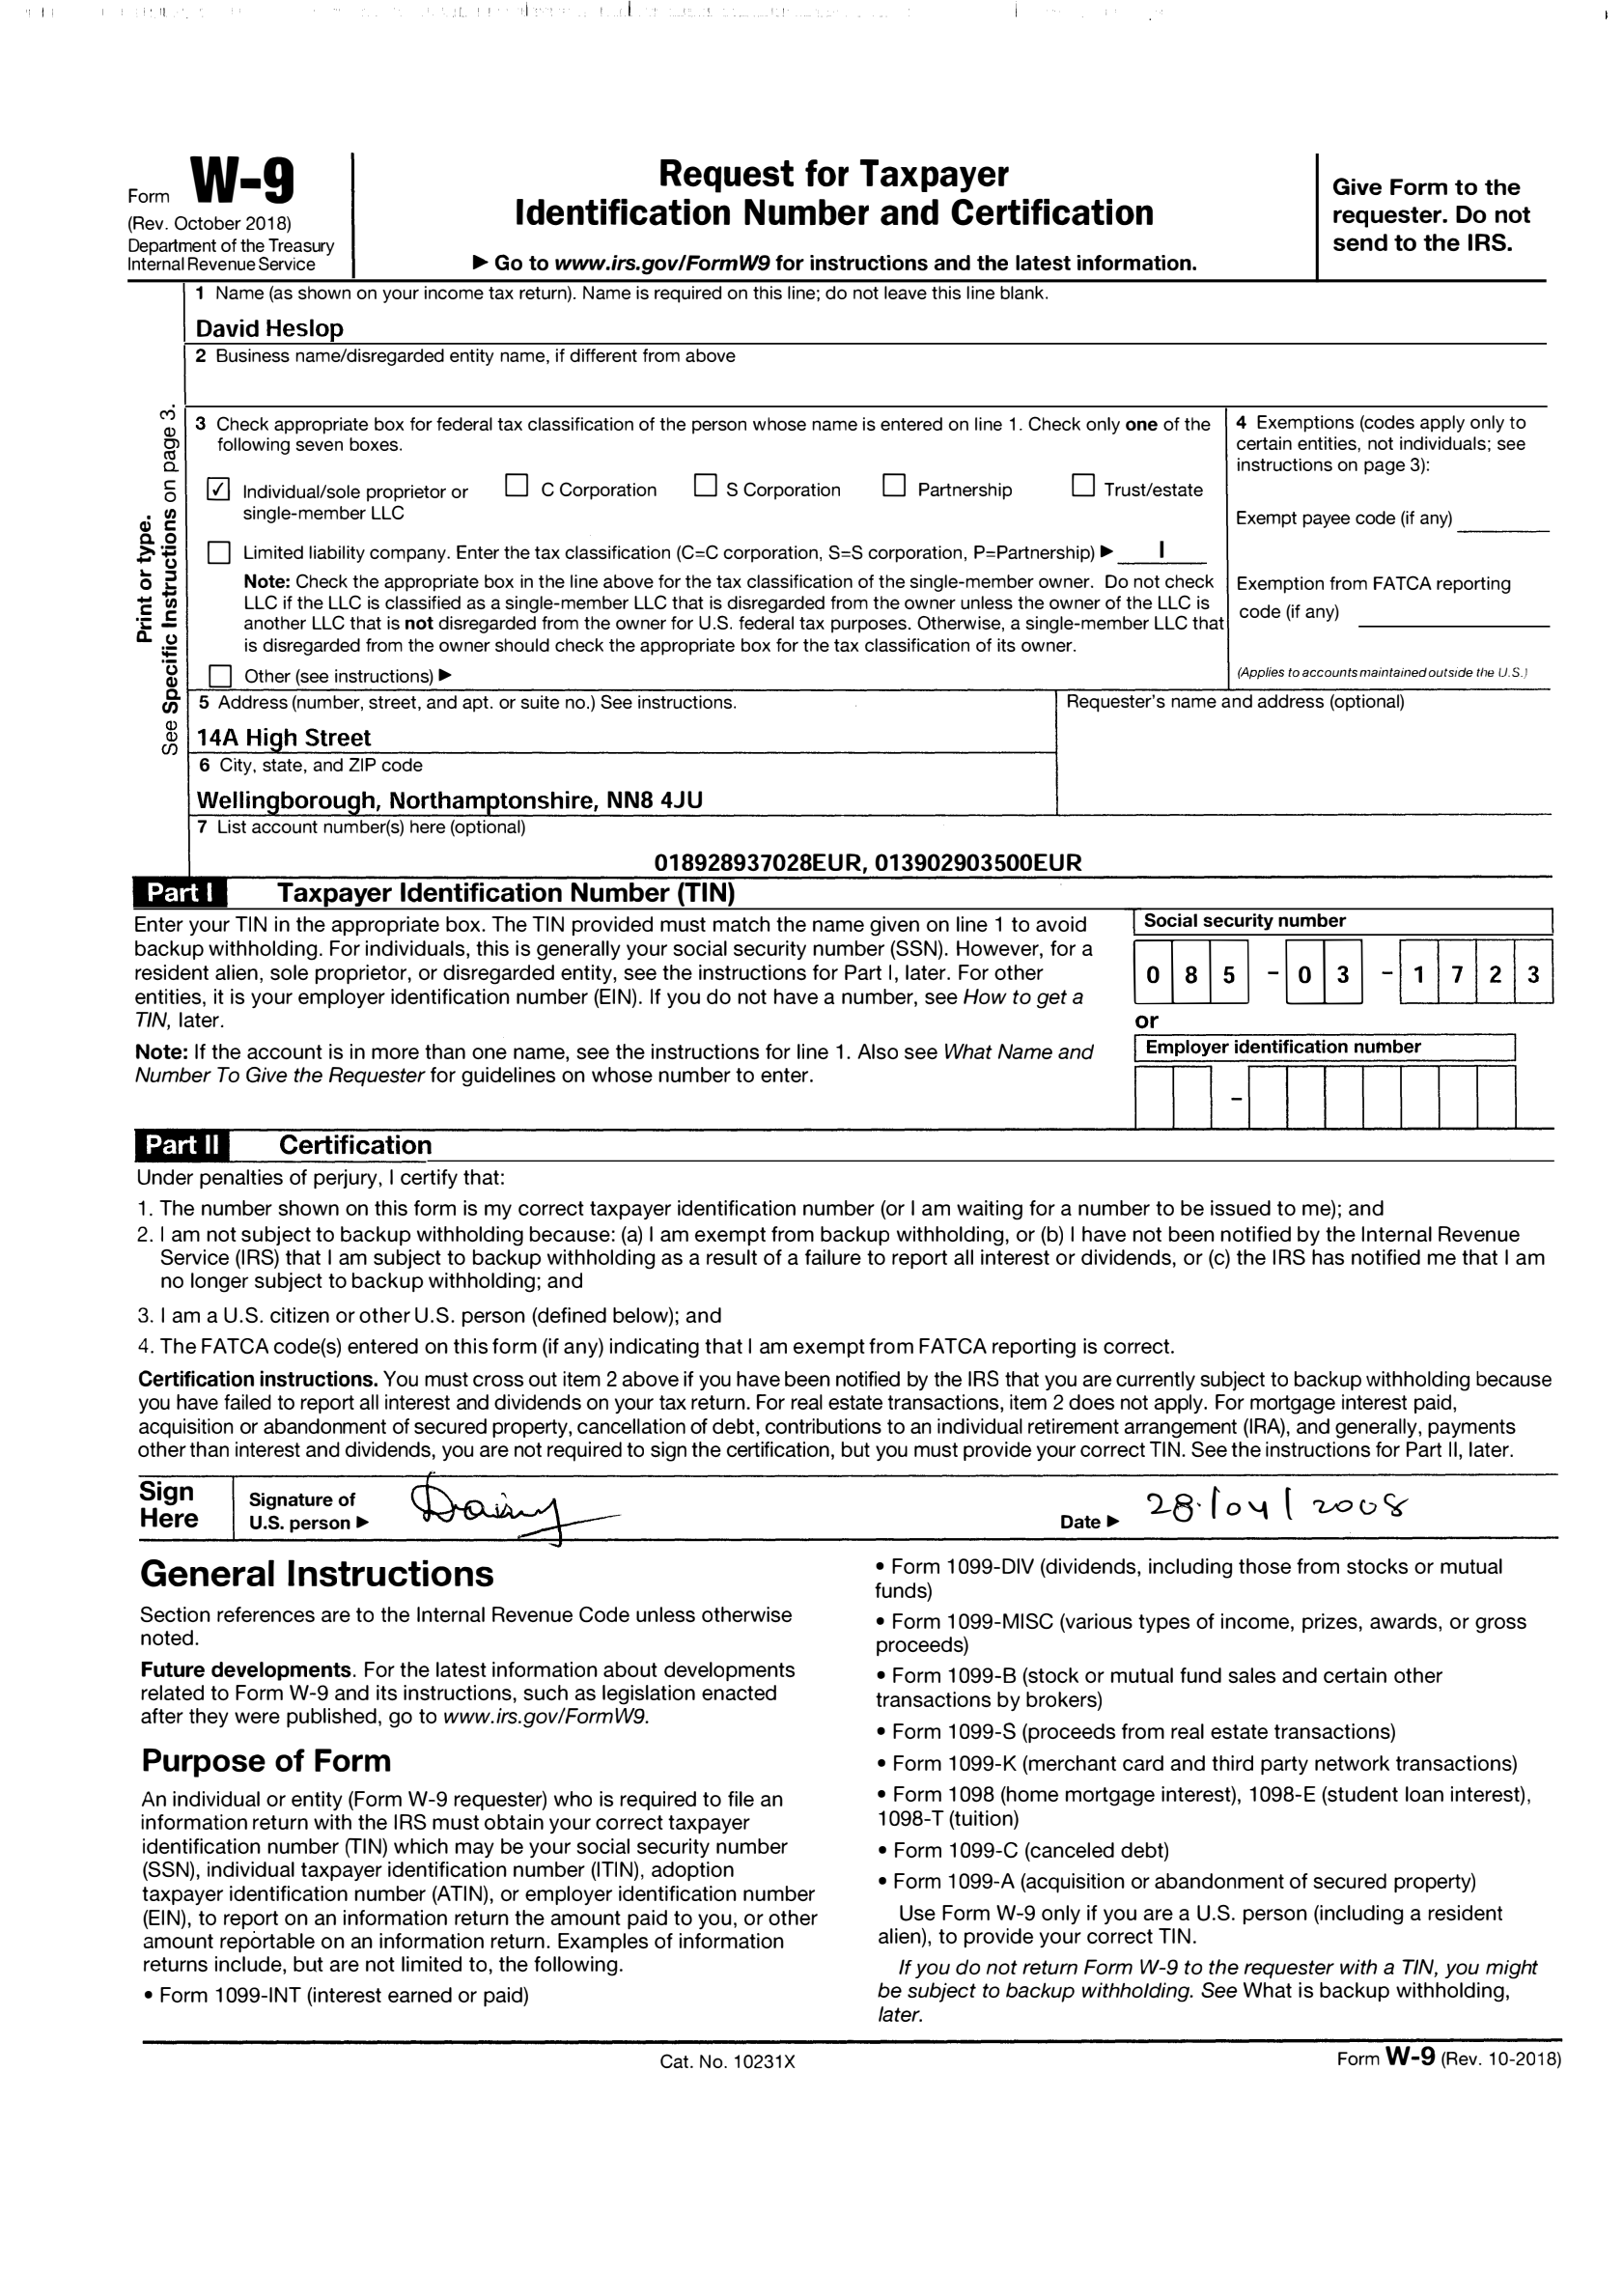 Form W-9
(Rev. October 2018)
Department of the Treasury
Internal Revenue Service
Request for Taxpayer
Identification Number and Certification
▶ Go to www.irs.gov/FormW9 for instructions and the latest information.
Give Form to the
requester. Do not
send to the IRS.
Print or type.
See Specific Instructions on page 3.
1 Name (as shown on your income tax return). Name is required on this line; do not leave this line blank.
David Heslop
2 Business name/disregarded entity name, if different from above
3 Check appropriate box for federal tax classification of the person whose name is entered on line 1. Check only one of the
following seven boxes.
✓ Individual/sole proprietor or
single-member LLC
C Corporation
S Corporation
Partnership
Trust/estate
Limited liability company. Enter the tax classification (C=C corporation, S=S corporation, P=Partnership) ▶ I
Note: Check the appropriate box in the line above for the tax classification of the single-member owner. Do not check
LLC if the LLC is classified as a single-member LLC that is disregarded from the owner unless the owner of the LLC is
another LLC that is not disregarded from the owner for U.S. federal tax purposes. Otherwise, a single-member LLC that
is disregarded from the owner should check the appropriate box for the tax classification of its owner.
Other (see instructions) ▶
4 Exemptions (codes apply only to
certain entities, not individuals; see
instructions on page 3):
Exempt payee code (if any)
Exemption from FATCA reporting
code (if any)
(Applies to accounts maintained outside the U.S.)
5 Address (number, street, and apt. or suite no.) See instructions.
14A High Street
Requester's name and address (optional)
6 City, state, and ZIP code
Wellingborough, Northamptonshire, NN8 4JU
7 List account number(s) here (optional)
018928937028EUR, 013902903500EUR
Part I Taxpayer Identification Number (TIN)
Enter your TIN in the appropriate box. The TIN provided must match the name given on line 1 to avoid
backup withholding. For individuals, this is generally your social security number (SSN). However, for a
resident alien, sole proprietor, or disregarded entity, see the instructions for Part I, later. For other
entities, it is your employer identification number (EIN). If you do not have a number, see How to get a
TIN, later.
Note: If the account is in more than one name, see the instructions for line 1. Also see What Name and
Number To Give the Requester for guidelines on whose number to enter.
Social security number
0 8 5 - 0 3 - 1 7 2 3
or
Employer identification number
-
Part II Certification
Under penalties of perjury, I certify that:
1. The number shown on this form is my correct taxpayer identification number (or I am waiting for a number to be issued to me); and
2. I am not subject to backup withholding because: (a) I am exempt from backup withholding, or (b) I have not been notified by the Internal Revenue
Service (IRS) that I am subject to backup withholding as a result of a failure to report all interest or dividends, or (c) the IRS has notified me that I am
no longer subject to backup withholding; and
3. I am a U.S. citizen or other U.S. person (defined below); and
4. The FATCA code(s) entered on this form (if any) indicating that I am exempt from FATCA reporting is correct.
Certification instructions. You must cross out item 2 above if you have been notified by the IRS that you are currently subject to backup withholding because
you have failed to report all interest and dividends on your tax return. For real estate transactions, item 2 does not apply. For mortgage interest paid,
acquisition or abandonment of secured property, cancellation of debt, contributions to an individual retirement arrangement (IRA), and generally, payments
other than interest and dividends, you are not required to sign the certification, but you must provide your correct TIN. See the instructions for Part II, later.
Sign
Here
Signature of
U.S. person ▶
Date ▶ 28/04/2008
General Instructions
Section references are to the Internal Revenue Code unless otherwise
noted.
Future developments. For the latest information about developments
related to Form W-9 and its instructions, such as legislation enacted
after they were published, go to www.irs.gov/FormW9.
Purpose of Form
An individual or entity (Form W-9 requester) who is required to file an
information return with the IRS must obtain your correct taxpayer
identification number (TIN) which may be your social security number
(SSN), individual taxpayer identification number (ITIN), adoption
taxpayer identification number (ATIN), or employer identification number
(EIN), to report on an information return the amount paid to you, or other
amount reportable on an information return. Examples of information
returns include, but are not limited to, the following.
• Form 1099-INT (interest earned or paid)
• Form 1099-DIV (dividends, including those from stocks or mutual
funds)
• Form 1099-MISC (various types of income, prizes, awards, or gross
proceeds)
• Form 1099-B (stock or mutual fund sales and certain other
transactions by brokers)
• Form 1099-S (proceeds from real estate transactions)
• Form 1099-K (merchant card and third party network transactions)
• Form 1098 (home mortgage interest), 1098-E (student loan interest),
1098-T (tuition)
• Form 1099-C (canceled debt)
• Form 1099-A (acquisition or abandonment of secured property)
Use Form W-9 only if you are a U.S. person (including a resident
alien), to provide your correct TIN.
If you do not return Form W-9 to the requester with a TIN, you might
be subject to backup withholding. See What is backup withholding,
later.
Cat. No. 10231X
Form W-9 (Rev. 10-2018)